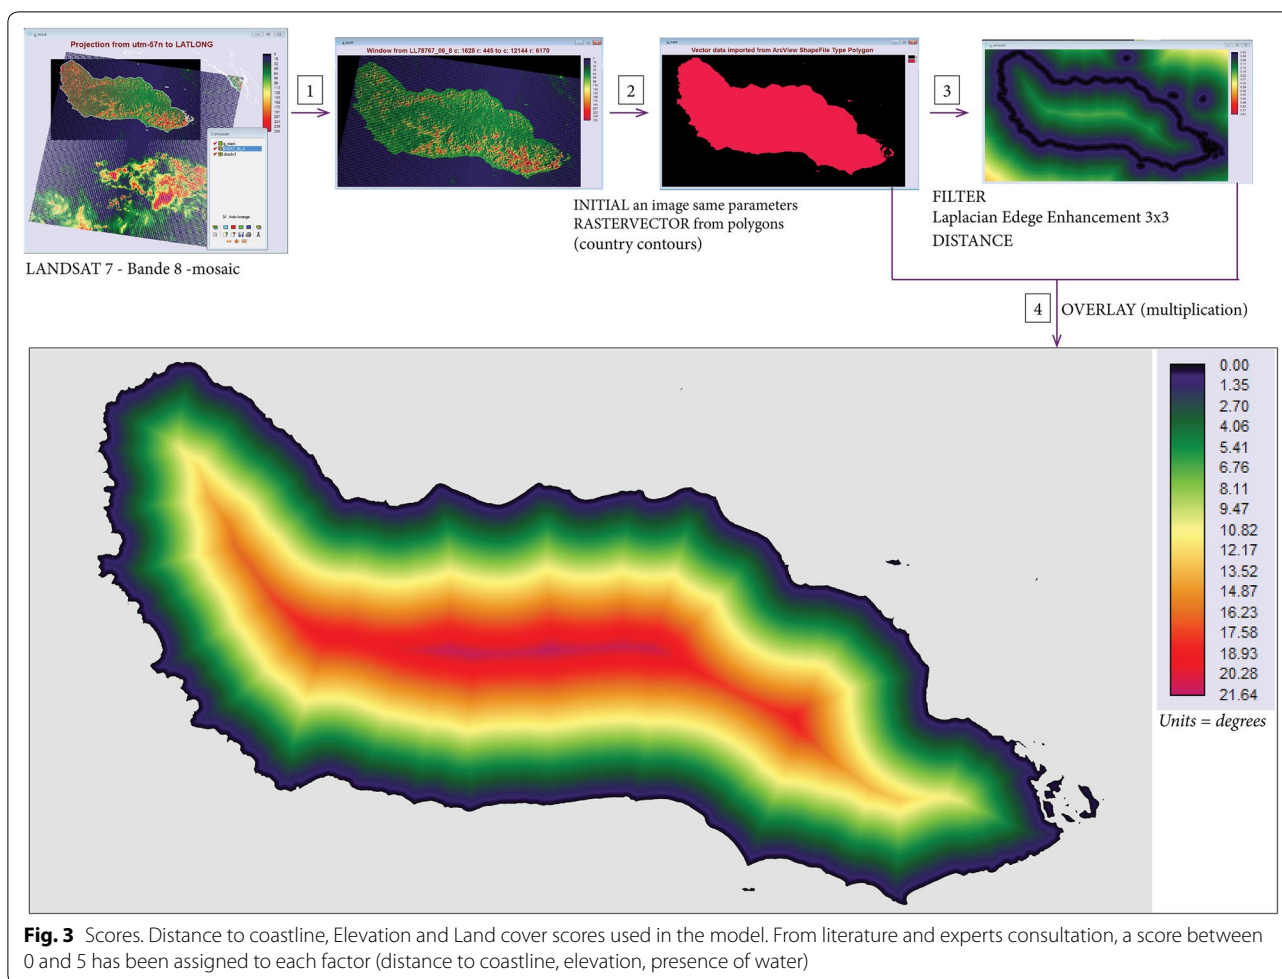 Projection from utm-57n to LATLONG
Composer
Auto Arrange
Window from LL78767_06_8 c: 1628 r: 445 to c: 12144 r: 6170
Vector data imported from ArcView ShapeFile Type Polygon
1
2
3
LANDSAT 7 - Bande 8 -mosaic
INITIAL an image same parameters
RASTERVECTOR from polygons
(country contours)
FILTER
Laplacian Edege Enhancement 3x3
DISTANCE
4
OVERLAY (multiplication)
0.00
1.35
2.70
4.06
5.41
6.76
8.11
9.47
10.82
12.17
13.52
14.87
16.23
17.58
18.93
20.28
21.64
Units = degrees
Fig. 3 Scores. Distance to coastline, Elevation and Land cover scores used in the model. From literature and experts consultation, a score between
0 and 5 has been assigned to each factor (distance to coastline, elevation, presence of water)